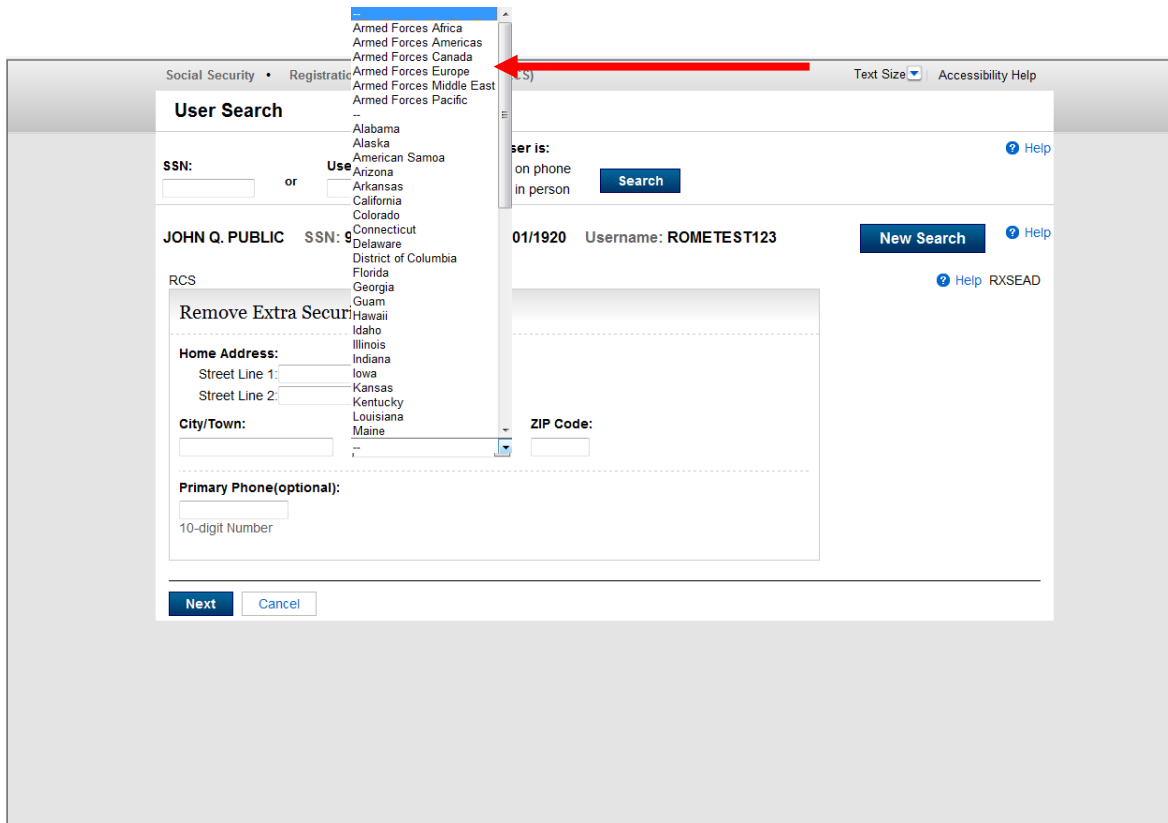 Social Security • Registratio CS) Text Size Accessibility Help
User Search
SSN: Use ser is: Help
or on phone Search
in person
JOHN Q. PUBLIC SSN: 9 01/1920 Username: ROMETEST123 New Search Help
RCS Help RXSEAD
Remove Extra Securi
Home Address:
Street Line 1:
Street Line 2:
City/Town: ZIP Code:
--
Primary Phone(optional):
10-digit Number
Next Cancel
--
Armed Forces Africa
Armed Forces Americas
Armed Forces Canada
Armed Forces Europe
Armed Forces Middle East
Armed Forces Pacific
--
Alabama
Alaska
American Samoa
Arizona
Arkansas
California
Colorado
Connecticut
Delaware
District of Columbia
Florida
Georgia
Guam
Hawaii
Idaho
Illinois
Indiana
Iowa
Kansas
Kentucky
Louisiana
Maine